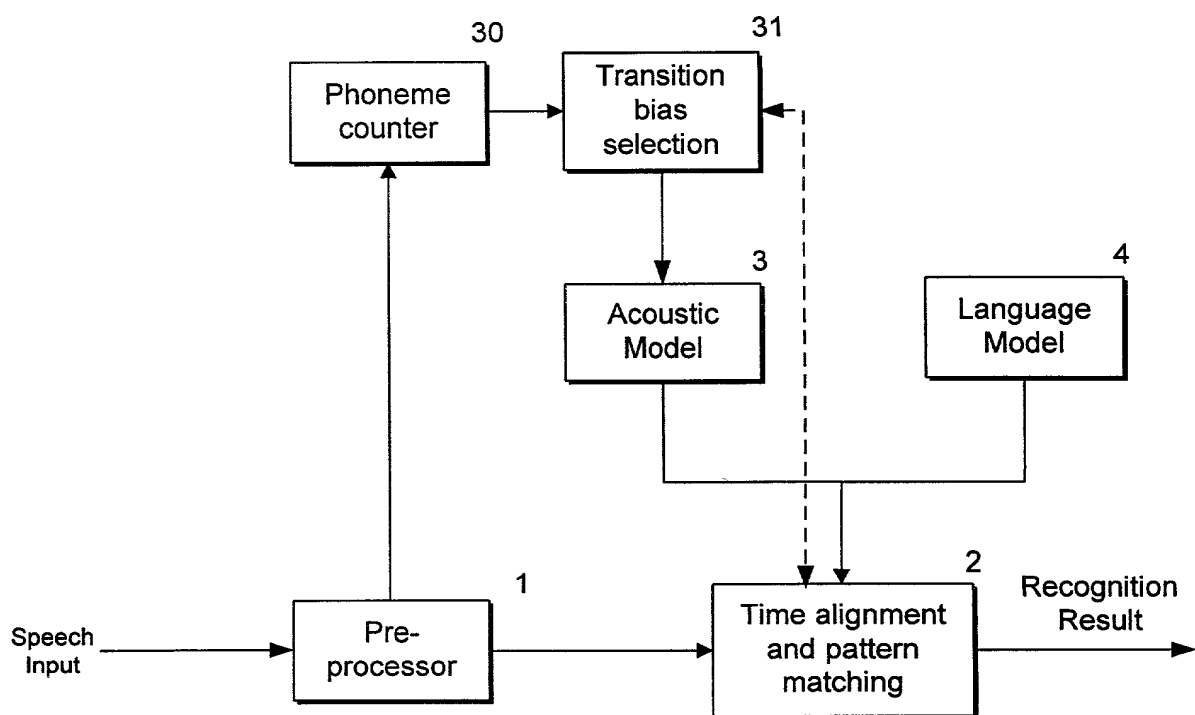 30
31
Phoneme
counter
Transition
bias
selection
3
4
Acoustic
Model
Language
Model
1
2
Speech
Input
Pre-
processor
Time alignment
and pattern
matching
Recognition
Result